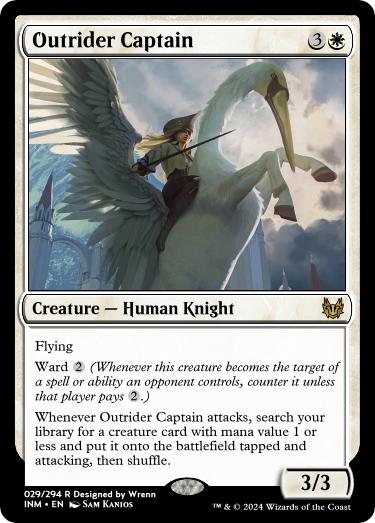 Outrider Captain 3
Creature — Human Knight
Flying
Ward 2 (Whenever this creature becomes the target of
a spell or ability an opponent controls, counter it unless
that player pays 2.)
Whenever Outrider Captain attacks, search your
library for a creature card with mana value 1 or
less and put it onto the battlefield tapped and
attacking, then shuffle.
3/3
029/294 R Designed by Wrenn
INM • EN Sam Kanios
™ & © 2024 Wizards of the Coast